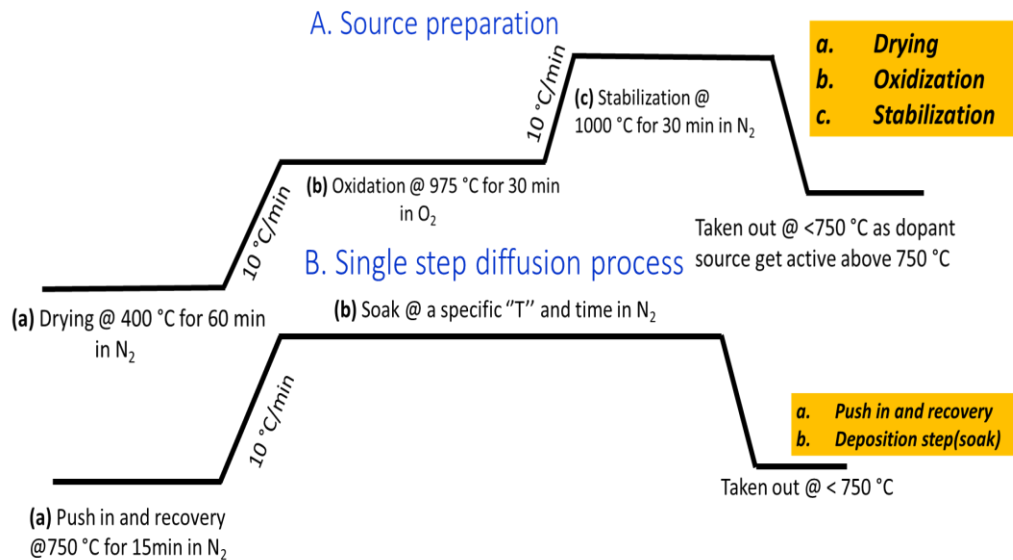 A. Source preparation
a. Drying
b. Oxidization
c. Stabilization
10 °C/min
(c) Stabilization @
1000 °C for 30 min in N₂
10 °C/min
(b) Oxidation @ 975 °C for 30 min
in O₂
Taken out @ <750 °C as dopant
source get active above 750 °C
(a) Drying @ 400 °C for 60 min
in N₂
B. Single step diffusion process
(b) Soak @ a specific “T” and time in N₂
10 °C/min
a. Push in and recovery
b. Deposition step(soak)
(a) Push in and recovery
@750 °C for 15min in N₂
Taken out @ < 750 °C